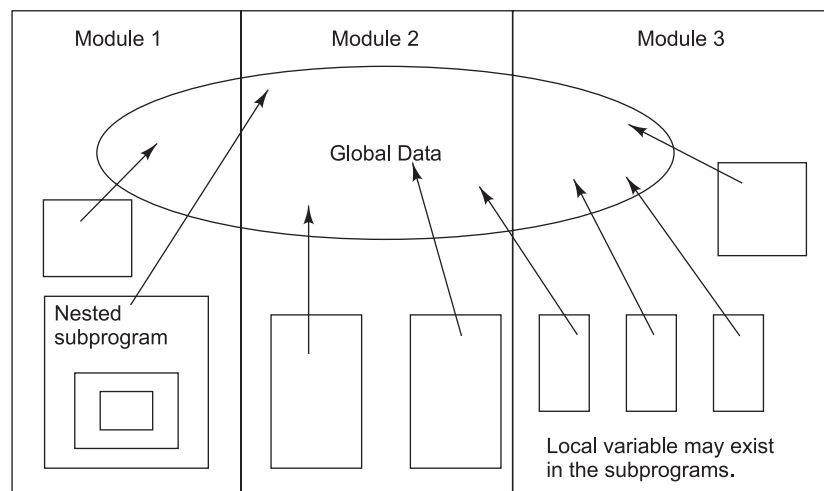 Module 1
Module 2
Module 3
Global Data
Nested
subprogram
Local variable may exist
in the subprograms.